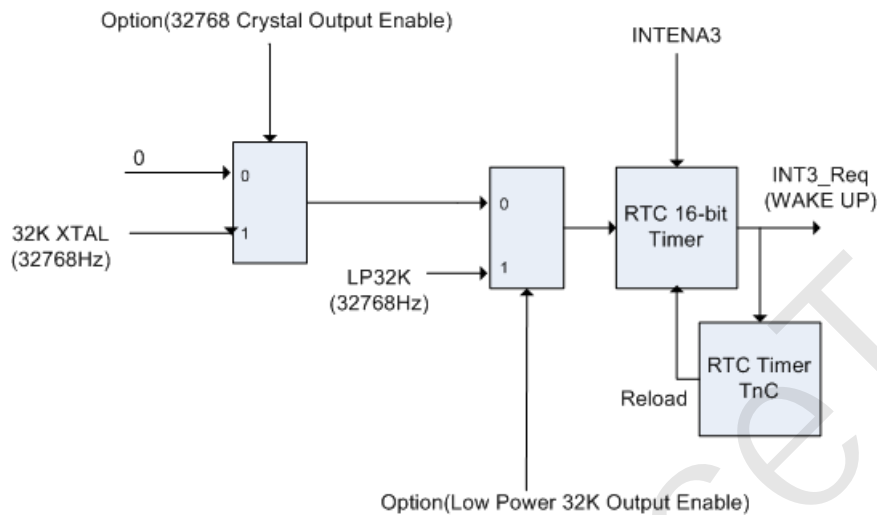 Option(32768 Crystal Output Enable)
INTENA3
0
0
1
32K XTAL
(32768Hz)
0
1
LP32K
(32768Hz)
RTC 16-bit
Timer
INT3_Req
(WAKE UP)
RTC Timer
TnC
Reload
Option(Low Power 32K Output Enable)